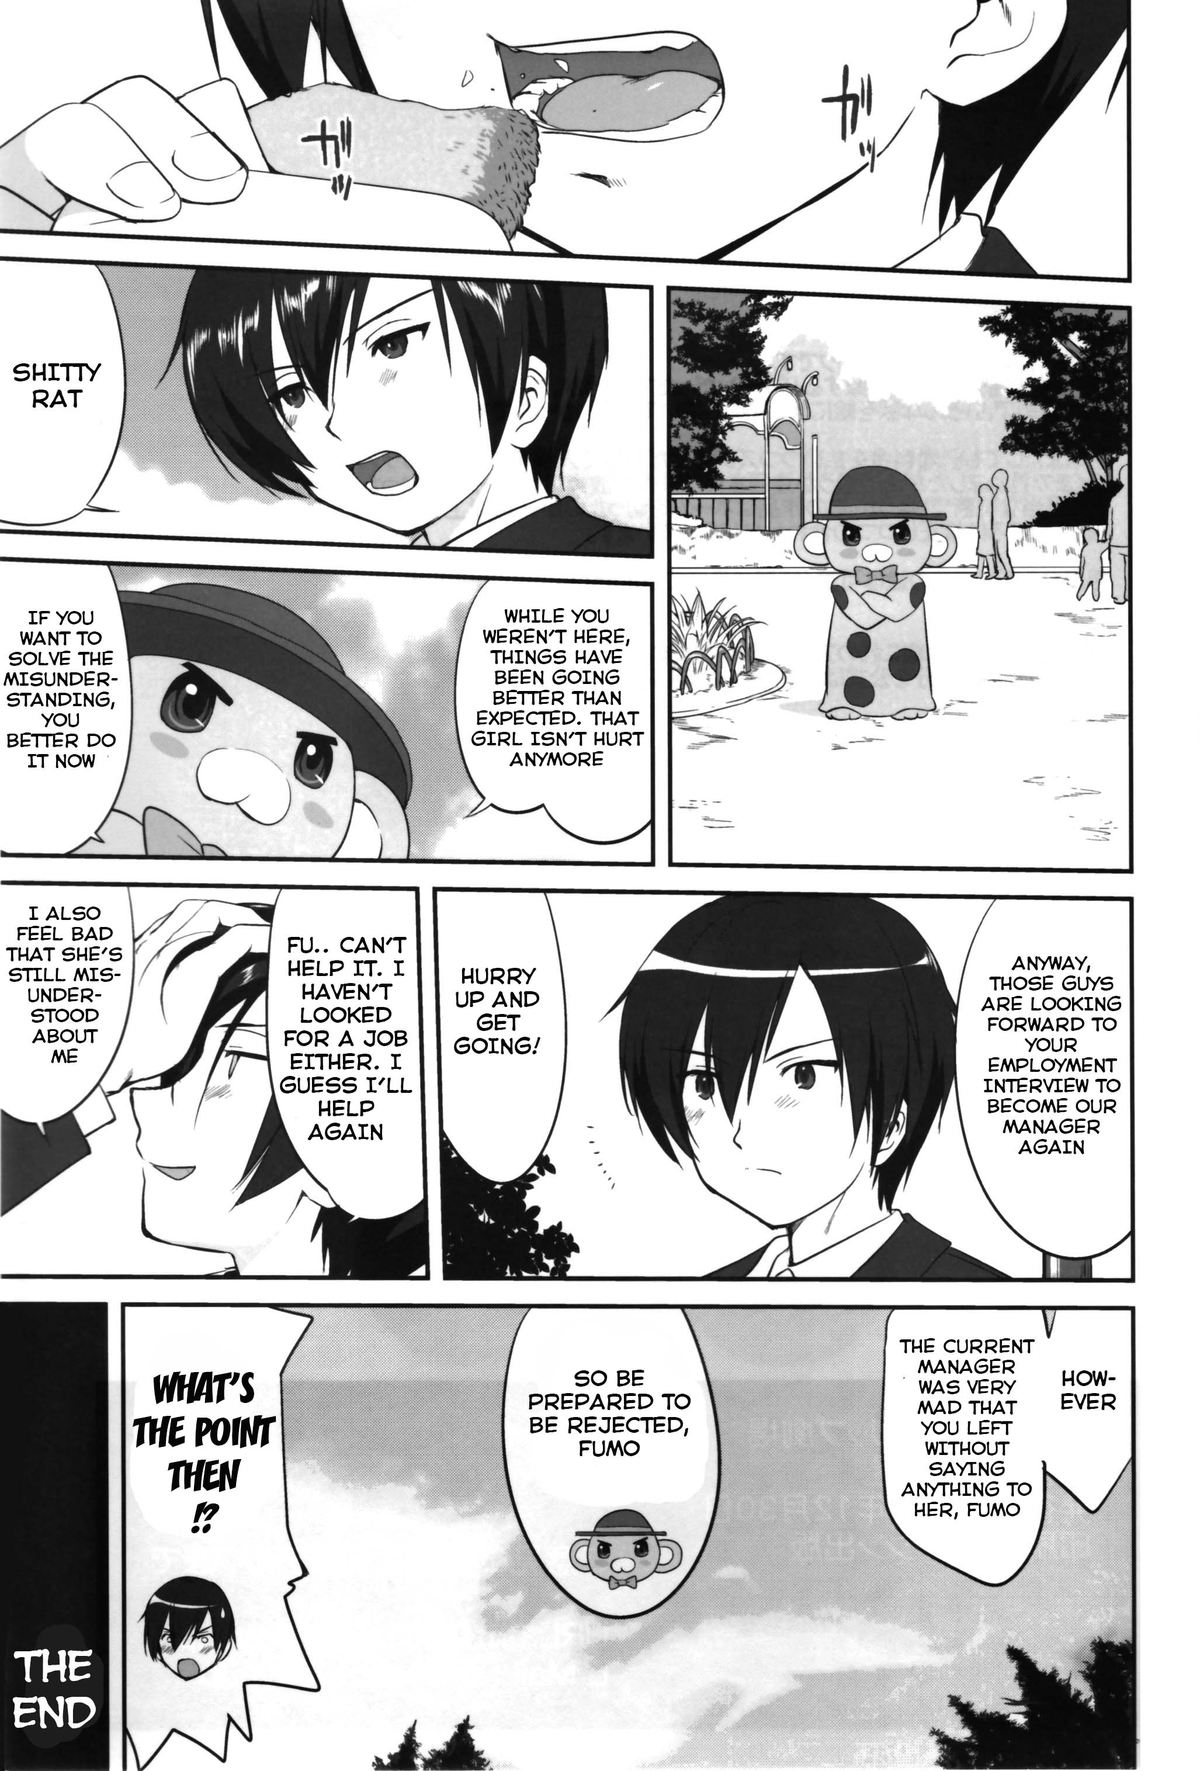 ガッ
ガッ
SHITTY
RAT
WHILE YOU
WEREN'T HERE,
THINGS HAVE
BEEN GOING
BETTER THAN
EXPECTED. THAT
GIRL ISN'T HURT
ANYMORE
IF YOU
WANT TO
SOLVE THE
MISUNDER-
STANDING,
YOU
BETTER DO
IT NOW
ANYWAY,
THOSE GUYS
ARE LOOKING
FORWARD TO
YOUR
EMPLOYMENT
INTERVIEW TO
BECOME OUR
MANAGER
AGAIN
HURRY
UP AND
GET
GOING!
FU.. CAN'T
HELP IT. I
HAVEN'T
LOOKED
FOR A JOB
EITHER. I
GUESS I'LL
HELP
AGAIN
I ALSO
FEEL BAD
THAT SHE'S
STILL MIS-
UNDER-
STOOD
ABOUT
ME
HOW-
EVER
THE CURRENT
MANAGER
WAS VERY
MAD THAT
YOU LEFT
WITHOUT
SAYING
ANYTHING TO
HER, FUMO
SO BE
PREPARED TO
BE REJECTED,
FUMO
WHAT'S
THE POINT
THEN
!?
THE
END